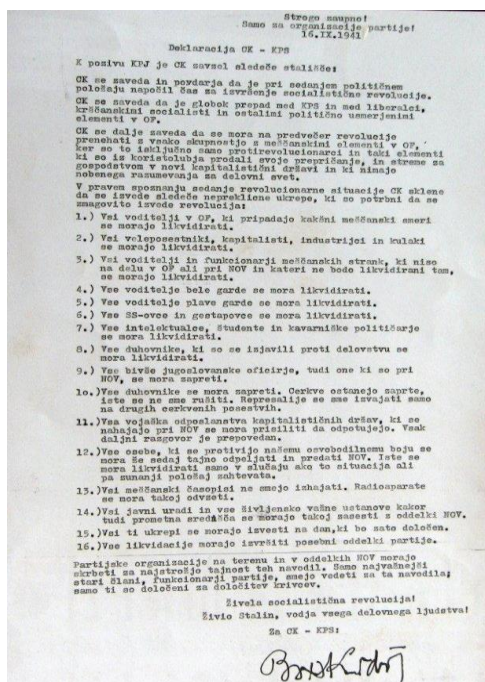 Strogo zaupno!
Samo za organizacije partije!
16.IX.1941
Deklaracija CK - KPS
K pozivu KPJ je CK zavzel sledeče stališče:
CK se zaveda in povdarja da je pri sedanjem političnem
položaju napočil čas za izvršenje socialistične revolucije.
CK se zaveda da je globok prepad med KPS in med liberalci,
krščanskimi socialisti in ostalimi politično usmerjenimi
elementi v OF.
CK se dalje zaveda da se mora na predvečer revolucije
prenehati z vsako skupnostjo z meščanskimi elementi v OF,
ker so to izključno samo protirevolucionarci in taki elementi
ki so iz koristolubja prodali svoje prepričanje, in streme za
gospodstvom v novi kapitalistični državi in ki nimajo
nobenega razumevanja za delovni svet.
V pravem spoznanju sedanje revolucionarne situacije CK sklene
da se izvede sledeče neprekliene ukrepe, ki so potrebni da se
zmagovito izvede revolucija:
1.) Vsi voditelji v OF, ki pripadajo kakšni meščanski smeri
se morajo likvidirati.
2.) Vsi veleposestniki, kapitalisti, industrijci in kulaki
se morajo likvidirati.
3.) Vsi voditelji in funkcionarji meščanskih strank, ki niso
na delu v OF ali pri NOV in kateri ne bodo likvidirani tam,
se morajo likvidirati.
4.) Vse voditelje bele garde se mora likvidirati.
5.) Vse voditelje plave garde se mora likvidirati.
6.) Vse SS-ovce in gestapovce se mora likvidirati.
7.) Vse intelektualce, študente in kavarniške političarje
se mora likvidirati.
8.) Vse duhovnike, ki so se izjavili proti delovstvu se
mora likvidirati.
9.) Vse bivše jugoslovanske oficirje, tudi one ki so pri
NOV, se mora zapreti.
10.)Vse duhovnike se mora zapreti. Cerkve ostanejo zaprte,
iste se ne sme rušiti. Represalije se sme izvajati samo
na drugih cerkvenih posestvih.
11.)Vsa vojaška odposlanstva kapitalističnih držav, ki se
nahajajo pri NOV se mora prisiliti da odpotujejo. Vsak
daljni razgovor je prepovedan.
12.)Vse osebe, ki se protivijo našemu osvobodilnemu boju se
mora že sedaj tajno odpeljati in predati NOV. Iste se
mora likvidirati samo v slučaju ako to situacija ali
pa zunanji položaj zahtevata.
13.)Vsi meščanski časopisi ne smejo izhajati. Radioaparate
se mora takoj odvzeti.
14.)Vsi javni uradi in vse življensko važne ustanove kakor
tudi prometna središča se morajo takoj zasesti z oddelki NOV.
15.)Vsi ti ukrepi se morajo izvesti na dan,ki bo zato določen.
16.)Vse likvidacije morajo izvršiti posebni oddelki partije.
Partijske organizacije na terenu in v oddelkih NOV morajo
skrbeti za najstrožjo tajnost teh navodil. Samo najvažnejši
stari člani, funkcionarji partije, smejo vedeti za ta navodila;
samo ti so določeni za določitev krivcev.
Živela socialistična revolucija!
Živio Stalin, vodja vsega delovnega ljudstva!
Za CK - KPS: